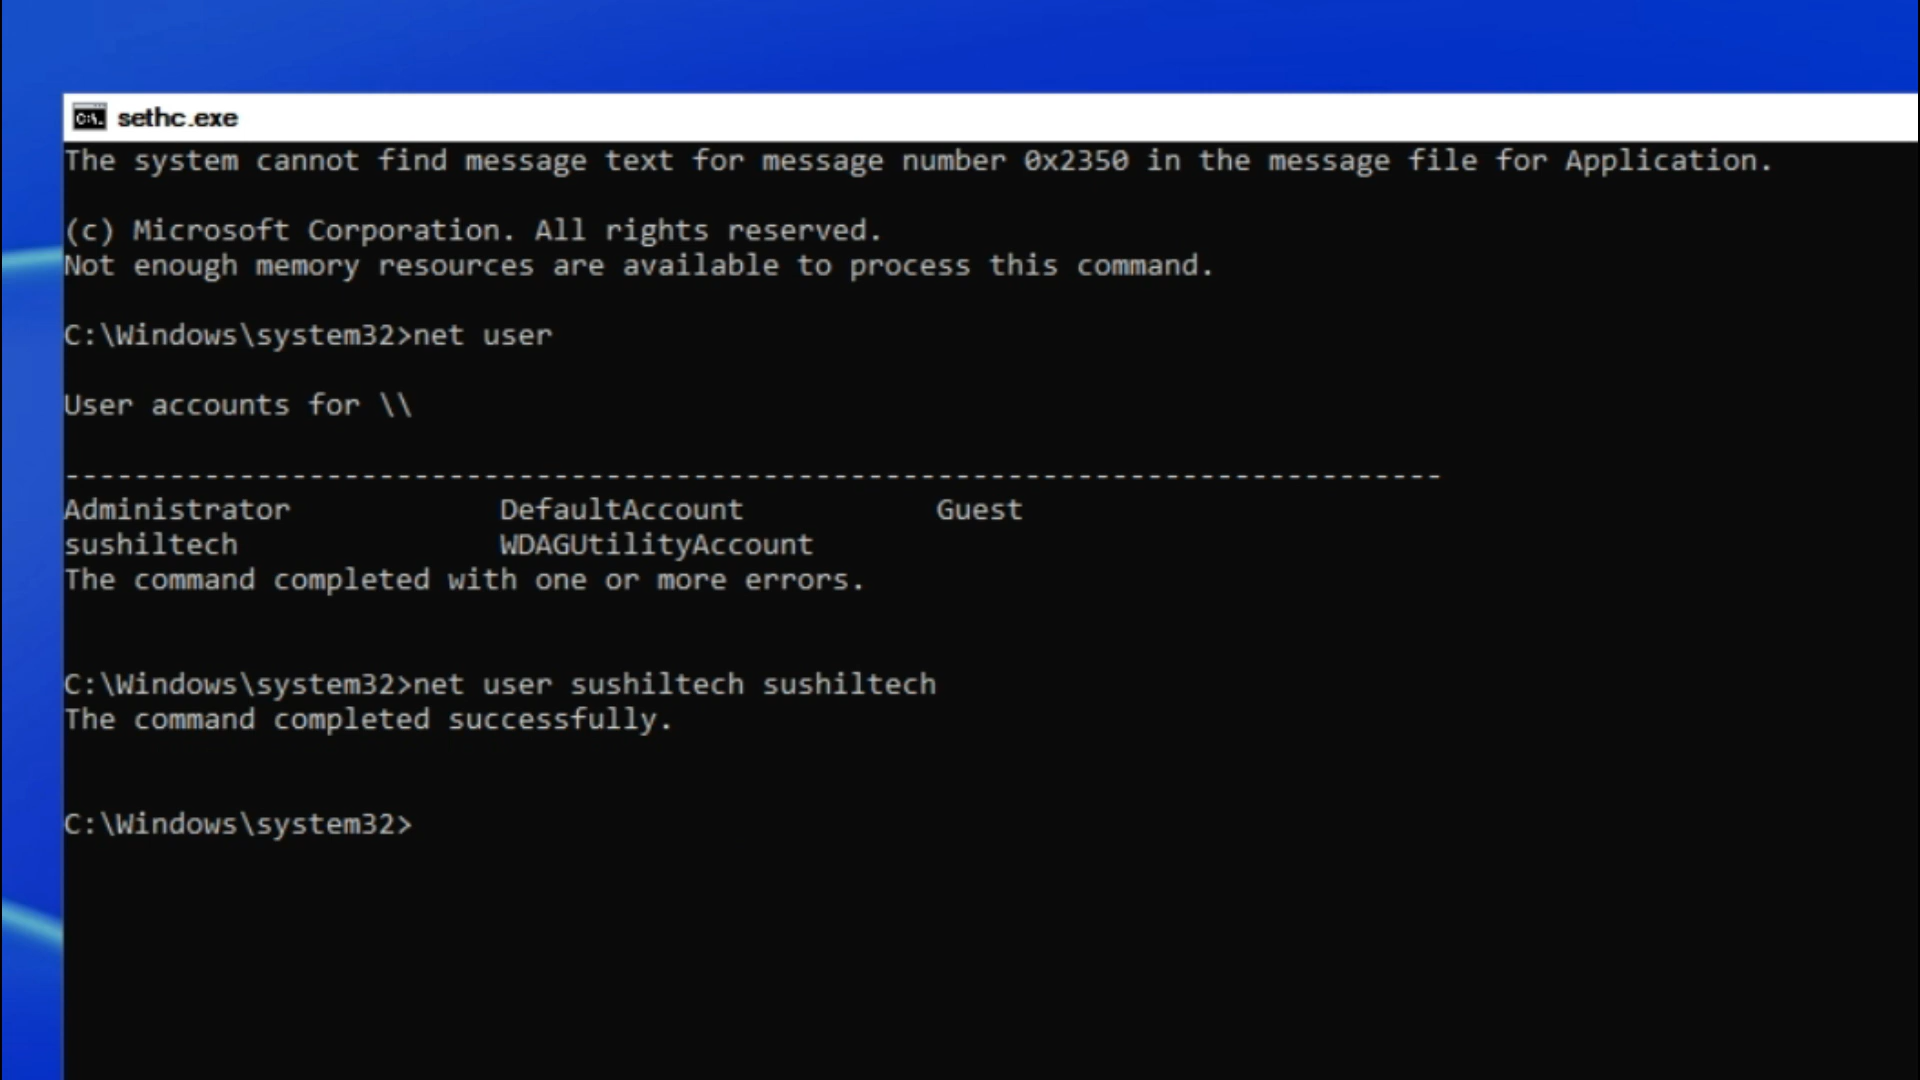 sethc.exe
The system cannot find message text for message number 0x2350 in the message file for Application.
(c) Microsoft Corporation. All rights reserved.
Not enough memory resources are available to process this command.
C:\Windows\system32>net user
User accounts for \\
-------------------------------------------------------------------------------
Administrator DefaultAccount Guest
sushiltech WDAGUtilityAccount
The command completed with one or more errors.
C:\Windows\system32>net user sushiltech sushiltech
The command completed successfully.
C:\Windows\system32>